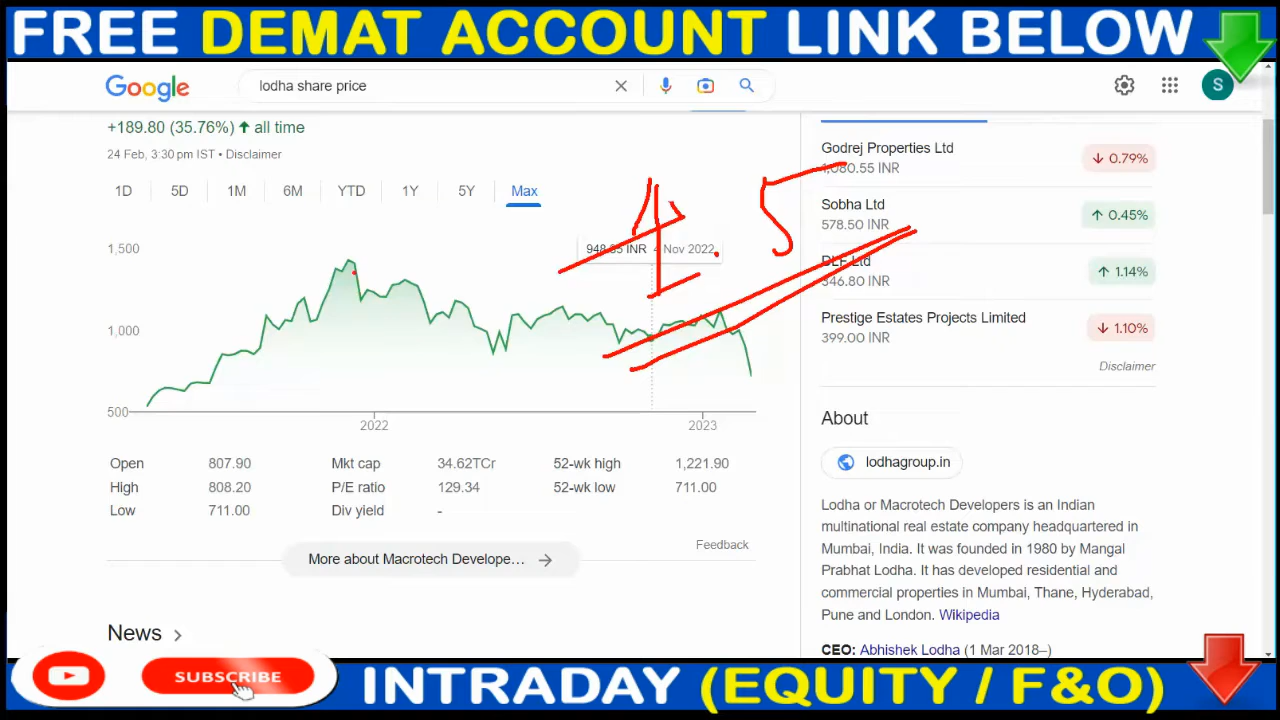 FREE DEMAT ACCOUNT LINK BELOW
Google
lodha share price
S
+189.80 (35.76%) ↑ all time
24 Feb, 3:30 pm IST • Disclaimer
1D 5D 1M 6M YTD 1Y 5Y Max
1,500
1,000
500
948.95 INR 4 Nov 2022
4.5
2022 2023
Open 807.90 Mkt cap 34.62TCr 52-wk high 1,221.90
High 808.20 P/E ratio 129.34 52-wk low 711.00
Low 711.00 Div yield -
Feedback
More about Macrotech Develope... →
News >
Godrej Properties Ltd
1,080.55 INR
↓ 0.79%
Sobha Ltd
578.50 INR
↑ 0.45%
DLF Ltd
346.80 INR
↑ 1.14%
Prestige Estates Projects Limited
399.00 INR
↓ 1.10%
Disclaimer
About
lodhagroup.in
Lodha or Macrotech Developers is an Indian
multinational real estate company headquartered in
Mumbai, India. It was founded in 1980 by Mangal
Prabhat Lodha. It has developed residential and
commercial properties in Mumbai, Thane, Hyderabad,
Pune and London. Wikipedia
CEO: Abhishek Lodha (1 Mar 2018–)
SUBSCRIBE
INTRADAY (EQUITY / F&O)